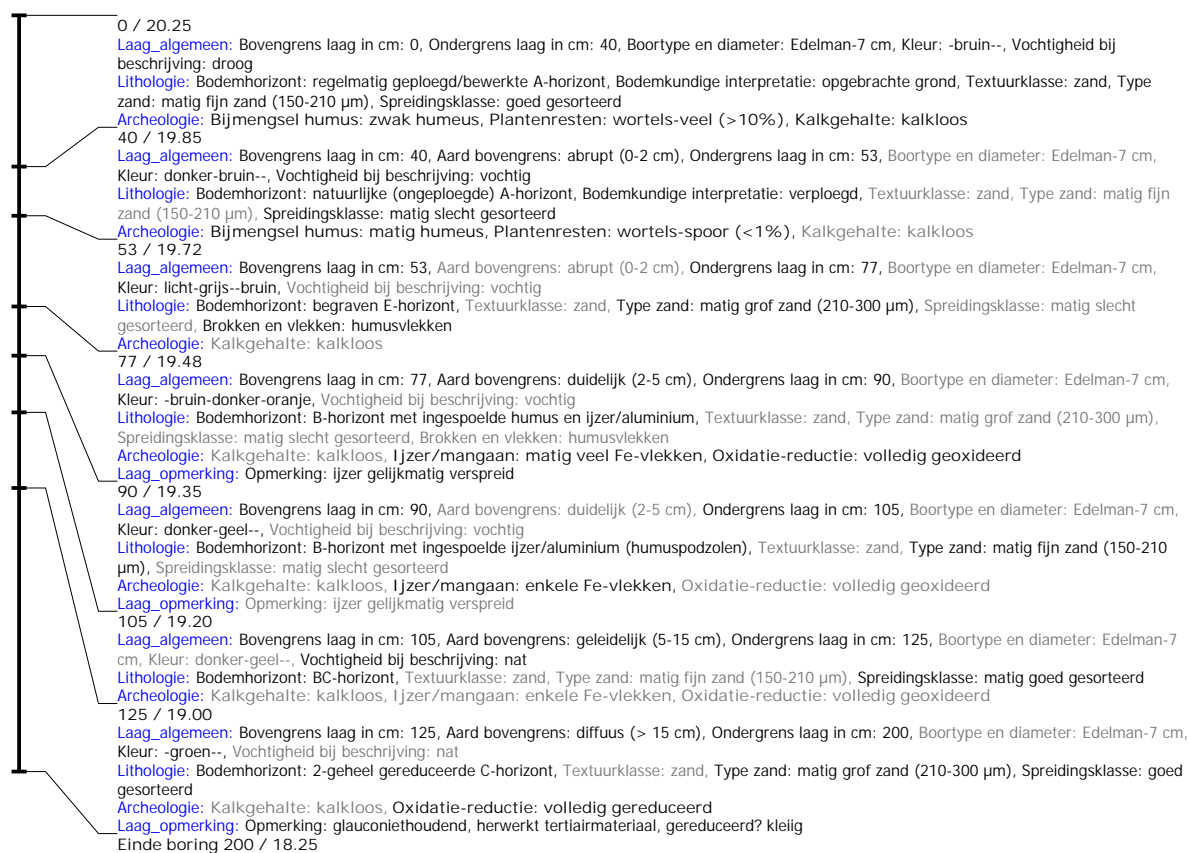 0 / 20.25
Laag_algemeen: Bovengrens laag in cm: 0, Ondergrens laag in cm: 40, Boortype en diameter: Edelman-7 cm, Kleur: -bruin--, Vochtigheid bij
beschrijving: droog
Lithologie: Bodemhorizont: regelmatig geploegd/bewerkte A-horizont, Bodemkundige interpretatie: opgebrachte grond, Textuurklasse: zand, Type
zand: matig fijn zand (150-210 µm), Spreidingsklasse: goed gesorteerd
Archeologie: Bijmengsel humus: zwak humeus, Plantenresten: wortels-veel (>10%), Kalkgehalte: kalkloos
40 / 19.85
Laag_algemeen: Bovengrens laag in cm: 40, Aard bovengrens: abrupt (0-2 cm), Ondergrens laag in cm: 53, Boortype en diameter: Edelman-7 cm,
Kleur: donker-bruin--, Vochtigheid bij beschrijving: vochtig
Lithologie: Bodemhorizont: natuurlijke (ongeploegde) A-horizont, Bodemkundige interpretatie: verploegd, Textuurklasse: zand, Type zand: matig fijn
zand (150-210 µm), Spreidingsklasse: matig slecht gesorteerd
Archeologie: Bijmengsel humus: matig humeus, Plantenresten: wortels-spoor (<1%), Kalkgehalte: kalkloos
53 / 19.72
Laag_algemeen: Bovengrens laag in cm: 53, Aard bovengrens: abrupt (0-2 cm), Ondergrens laag in cm: 77, Boortype en diameter: Edelman-7 cm,
Kleur: licht-grijs--bruin, Vochtigheid bij beschrijving: vochtig
Lithologie: Bodemhorizont: begraven E-horizont, Textuurklasse: zand, Type zand: matig grof zand (210-300 µm), Spreidingsklasse: matig slecht
gesorteerd, Brokken en vlekken: humusvlekken
Archeologie: Kalkgehalte: kalkloos
77 / 19.48
Laag_algemeen: Bovengrens laag in cm: 77, Aard bovengrens: duidelijk (2-5 cm), Ondergrens laag in cm: 90, Boortype en diameter: Edelman-7 cm,
Kleur: -bruin-donker-oranje, Vochtigheid bij beschrijving: vochtig
Lithologie: Bodemhorizont: B-horizont met ingespoelde humus en ijzer/aluminium, Textuurklasse: zand, Type zand: matig grof zand (210-300 µm),
Spreidingsklasse: matig slecht gesorteerd, Brokken en vlekken: humusvlekken
Archeologie: Kalkgehalte: kalkloos, Ijzer/mangaan: matig veel Fe-vlekken, Oxidatie-reductie: volledig geoxideerd
Laag_opmerking: Opmerking: ijzer gelijkmatig verspreid
90 / 19.35
Laag_algemeen: Bovengrens laag in cm: 90, Aard bovengrens: duidelijk (2-5 cm), Ondergrens laag in cm: 105, Boortype en diameter: Edelman-7 cm,
Kleur: donker-geel--, Vochtigheid bij beschrijving: vochtig
Lithologie: Bodemhorizont: B-horizont met ingespoelde ijzer/aluminium (humuspodzolen), Textuurklasse: zand, Type zand: matig fijn zand (150-210
µm), Spreidingsklasse: matig slecht gesorteerd
Archeologie: Kalkgehalte: kalkloos, Ijzer/mangaan: enkele Fe-vlekken, Oxidatie-reductie: volledig geoxideerd
Laag_opmerking: Opmerking: ijzer gelijkmatig verspreid
105 / 19.20
Laag_algemeen: Bovengrens laag in cm: 105, Aard bovengrens: geleidelijk (5-15 cm), Ondergrens laag in cm: 125, Boortype en diameter: Edelman-7
cm, Kleur: donker-geel--, Vochtigheid bij beschrijving: nat
Lithologie: Bodemhorizont: BC-horizont, Textuurklasse: zand, Type zand: matig fijn zand (150-210 µm), Spreidingsklasse: matig goed gesorteerd
Archeologie: Kalkgehalte: kalkloos, Ijzer/mangaan: enkele Fe-vlekken, Oxidatie-reductie: volledig geoxideerd
125 / 19.00
Laag_algemeen: Bovengrens laag in cm: 125, Aard bovengrens: diffuus (> 15 cm), Ondergrens laag in cm: 200, Boortype en diameter: Edelman-7 cm,
Kleur: -groen--, Vochtigheid bij beschrijving: nat
Lithologie: Bodemhorizont: 2-geheel gereduceerde C-horizont, Textuurklasse: zand, Type zand: matig grof zand (210-300 µm), Spreidingsklasse: goed
gesorteerd
Archeologie: Kalkgehalte: kalkloos, Oxidatie-reductie: volledig gereduceerd
Laag_opmerking: Opmerking: glauconiethoudend, herwerkt tertiairmateriaal, gereduceerd? kleiig
Einde boring 200 / 18.25